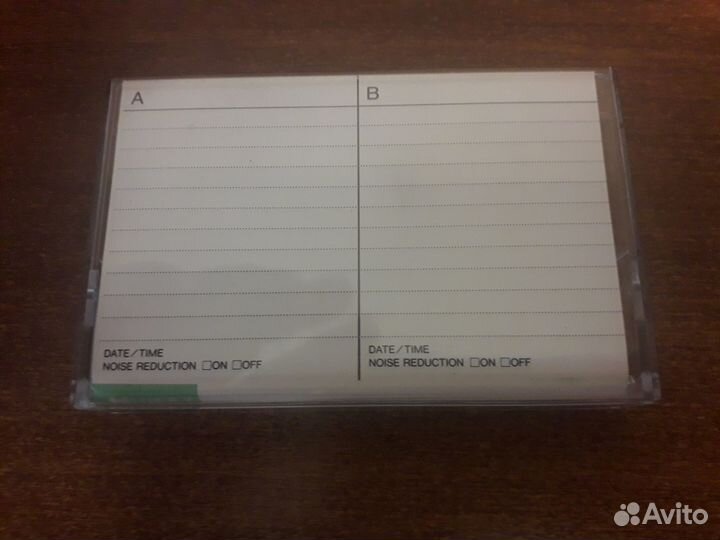 A
B
DATE/TIME
NOISE REDUCTION ☐ON ☐OFF
DATE/TIME
NOISE REDUCTION ☐ON ☐OFF
Avito